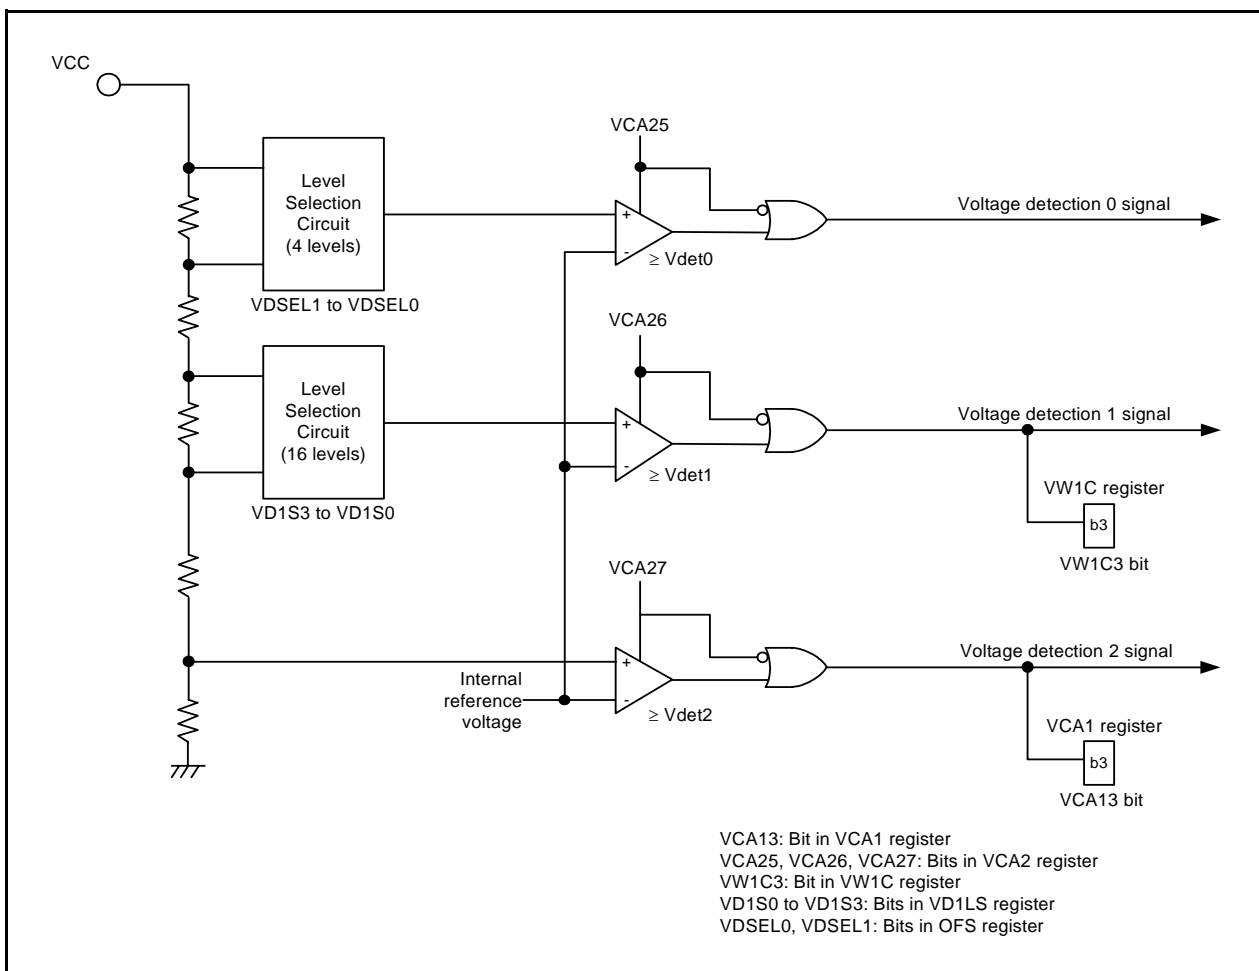 VCC
VCA25
Level
Selection
Circuit
(4 levels)
+
-
≥ Vdet0
Voltage detection 0 signal
VDSEL1 to VDSEL0
VCA26
Level
Selection
Circuit
(16 levels)
+
-
≥ Vdet1
Voltage detection 1 signal
VD1S3 to VD1S0
VW1C register
b3
VW1C3 bit
VCA27
+
-
≥ Vdet2
Internal
reference
voltage
Voltage detection 2 signal
VCA1 register
b3
VCA13 bit
VCA13: Bit in VCA1 register
VCA25, VCA26, VCA27: Bits in VCA2 register
VW1C3: Bit in VW1C register
VD1S0 to VD1S3: Bits in VD1LS register
VDSEL0, VDSEL1: Bits in OFS register